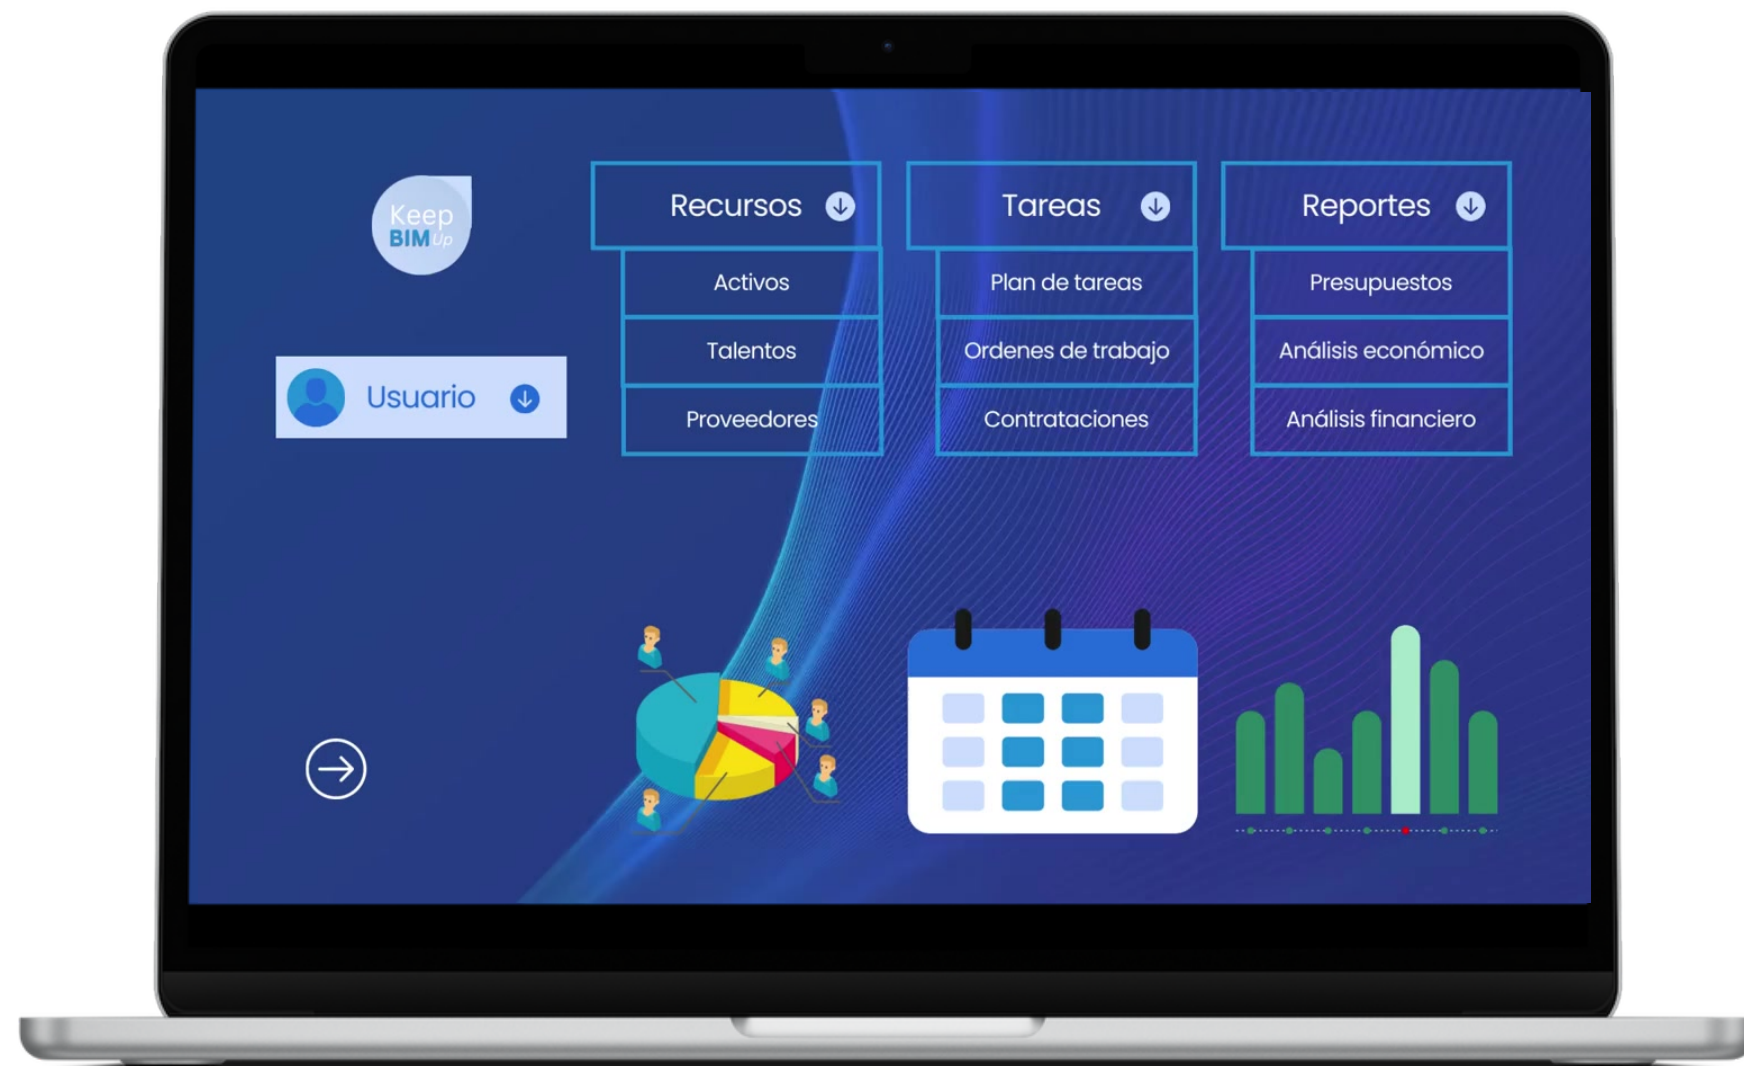 Keep
BIM Up
Usuario
Recursos
Activos
Talentos
Proveedores
Tareas
Plan de tareas
Ordenes de trabajo
Contrataciones
Reportes
Presupuestos
Análisis económico
Análisis financiero